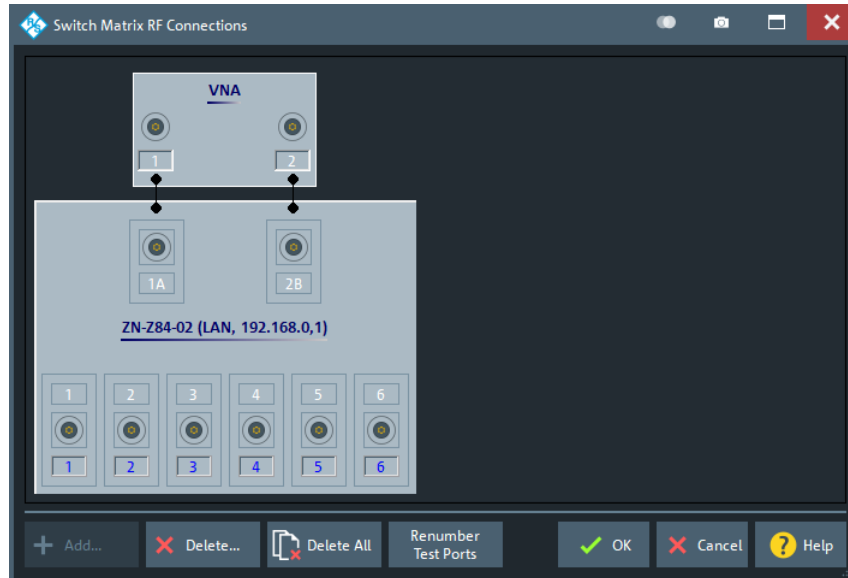 R/S Switch Matrix RF Connections
VNA
1 2
1A 2B
ZN-Z84-02 (LAN, 192.168.0,1)
1 2 3 4 5 6
1 2 3 4 5 6
Add... Delete... Delete All Renumber Test Ports OK Cancel ? Help